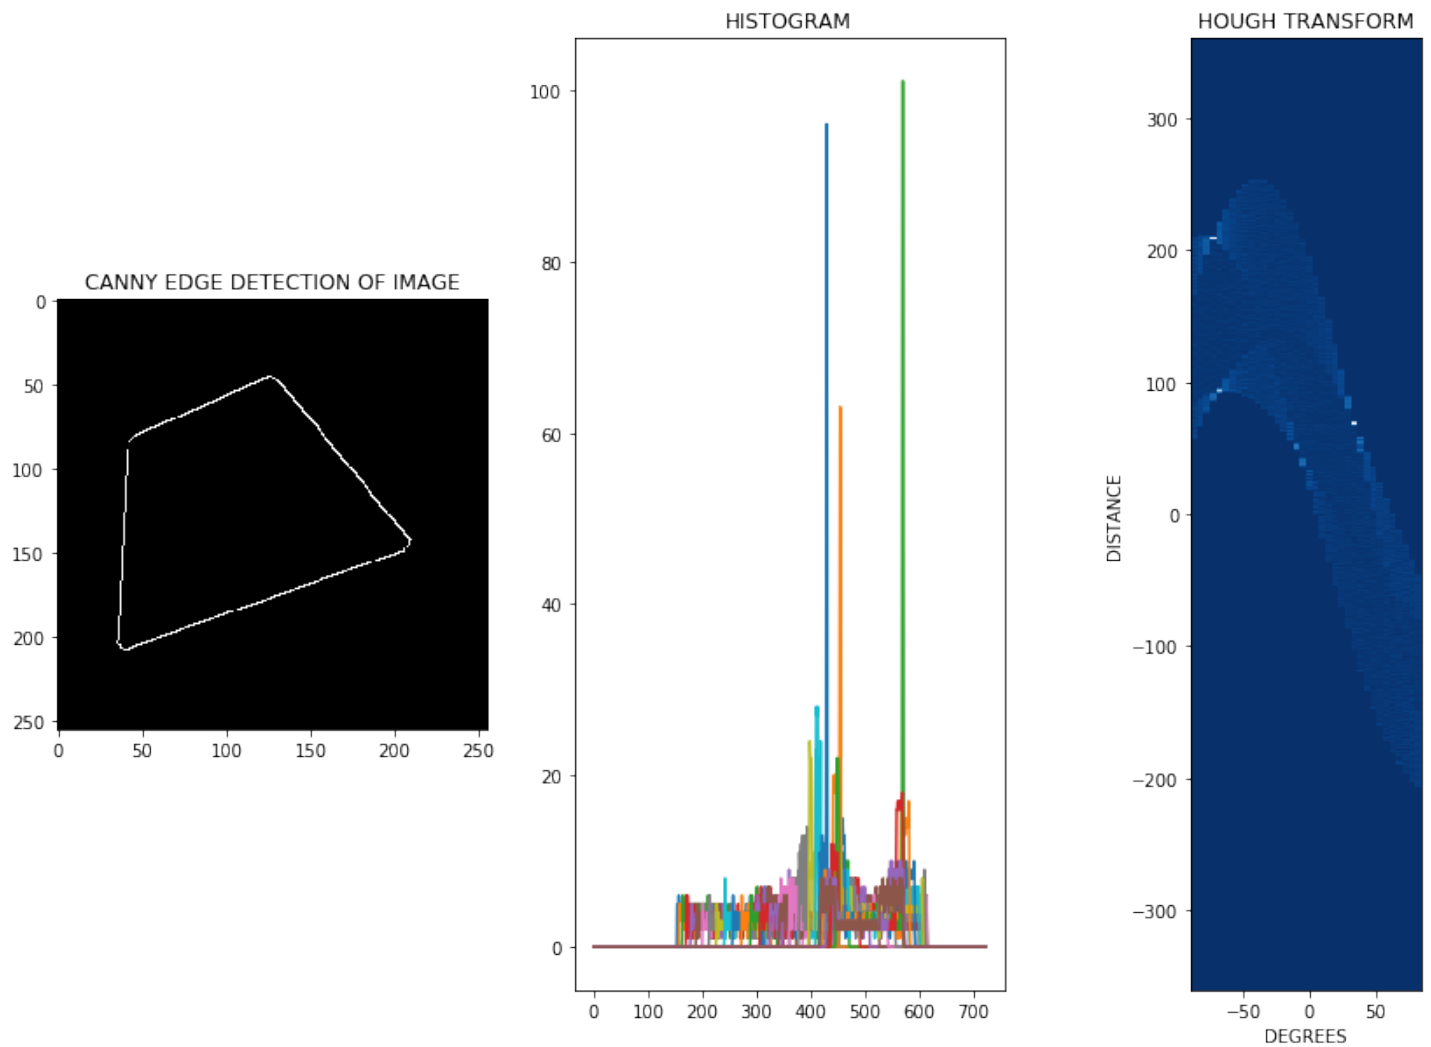 CANNY EDGE DETECTION OF IMAGE
0
50
100
150
200
250
0 50 100 150 200 250
HISTOGRAM
100
80
60
40
20
0
0 100 200 300 400 500 600 700
HOUGH TRANSFORM
DISTANCE
300
200
100
0
−100
−200
−300
−50 0 50
DEGREES